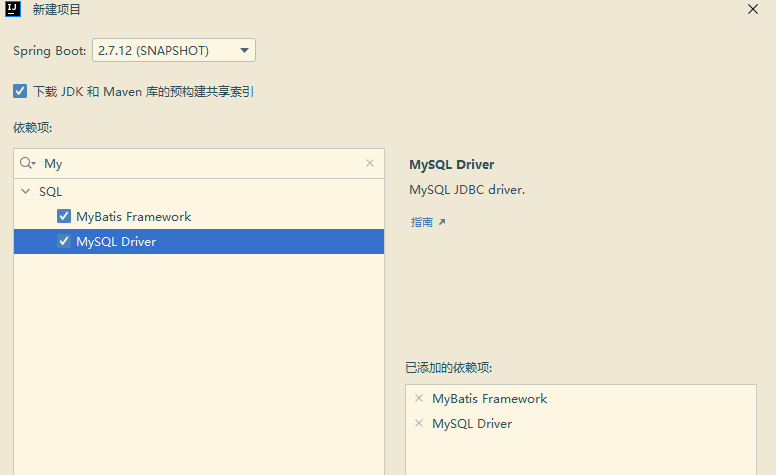 新建项目
Spring Boot: 2.7.12 (SNAPSHOT)
下载 JDK 和 Maven 库的预构建共享索引
依赖项:
My
SQL
MyBatis Framework
MySQL Driver
MySQL Driver
MySQL JDBC driver.
指南
已添加的依赖项:
MyBatis Framework
MySQL Driver